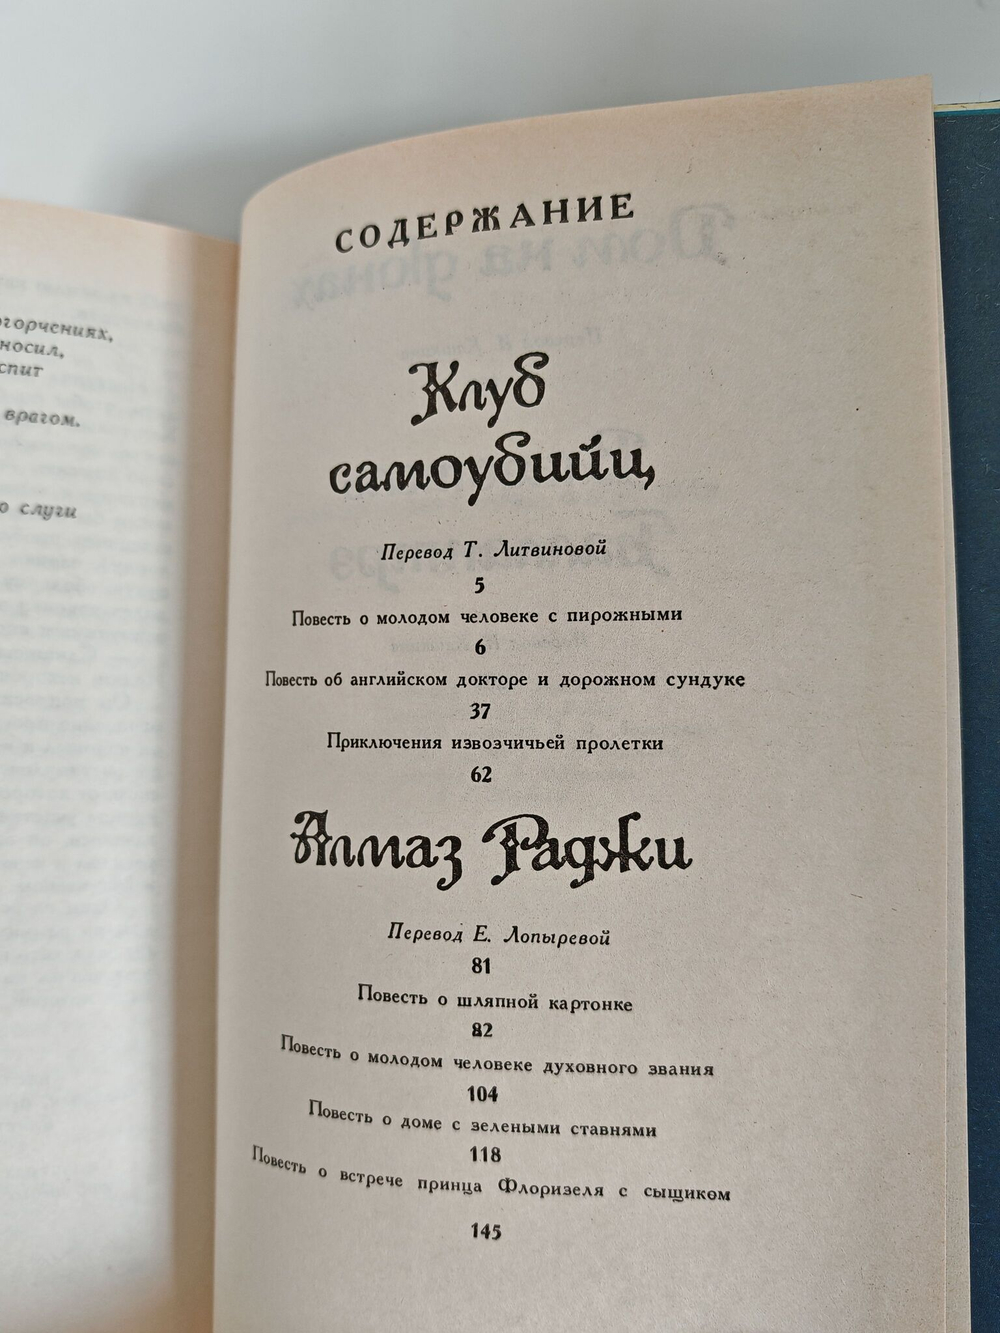 огорчениях,
носил,
спит
врагом.
слуги
СОДЕРЖАНИЕ
Клуб
самоубийц
Перевод Т. Литвиновой
5
Повесть о молодом человеке с пирожными
6
Повесть об английском докторе и дорожном сундуке
37
Приключения извозчичьей пролетки
62
Алмаз Раджи
Перевод Е. Лопыревой
81
Повесть о шляпной картонке
82
Повесть о молодом человеке духовного звания
104
Повесть о доме с зелеными ставнями
118
Повесть о встрече принца Флоризеля с сыщиком
145